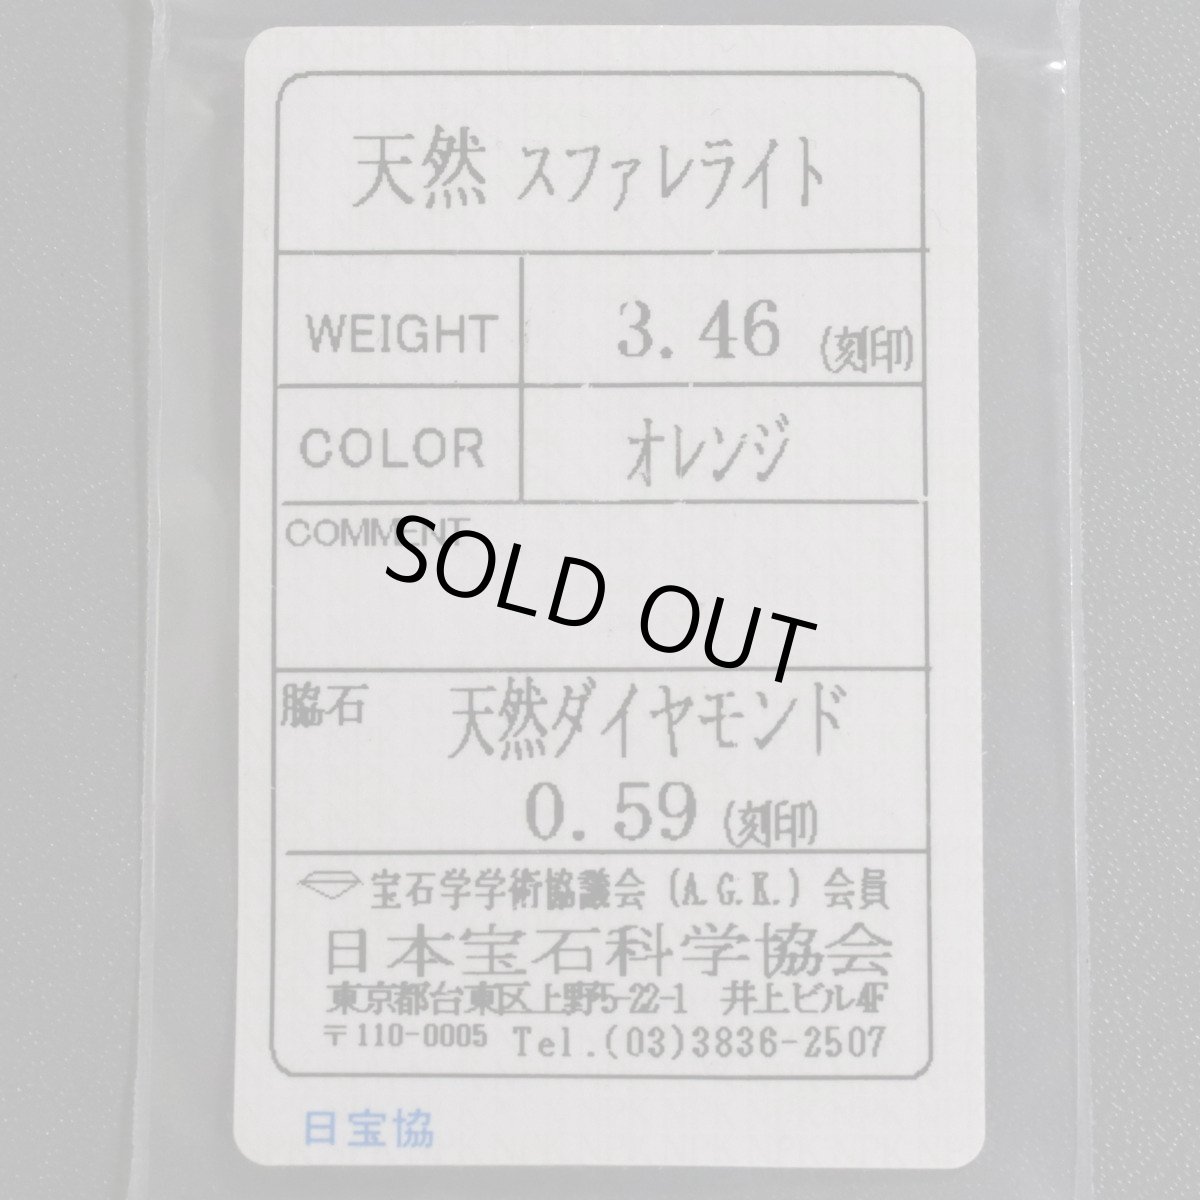 天然 スファレライト
WEIGHT 3.46 (刻印)
COLOR オレンジ
COMMENT
SOLD OUT
脇石 天然ダイヤモンド
0.59 (刻印)
宝石学学術協議会 (A.G.K.) 会員
日本宝石科学協会
東京都台東区上野5-22-1 井上ビル4F
〒110-0005 Tel.(03)3836-2507
日宝協